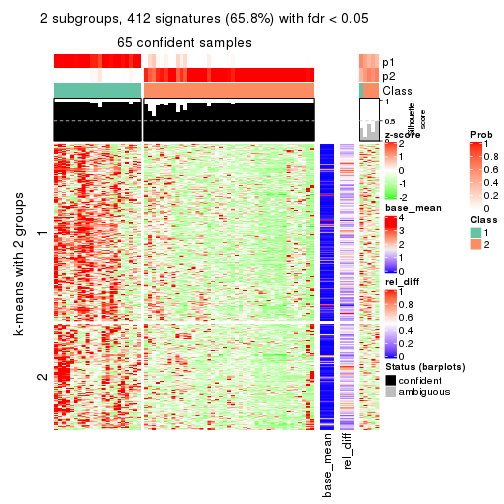 2 subgroups, 412 signatures (65.8%) with fdr < 0.05
65 confident samples
p1
p2
Class
1
0.5
0
Silhouette
score
k-means with 2 groups
1
2
base_mean
rel_diff
z-score
2
1
0
-1
-2
base_mean
4
3
2
1
0
rel_diff
1
0.8
0.6
0.4
0.2
0
Status (barplots)
confident
ambiguous
Prob
1
0.8
0.6
0.4
0.2
0
Class
1
2